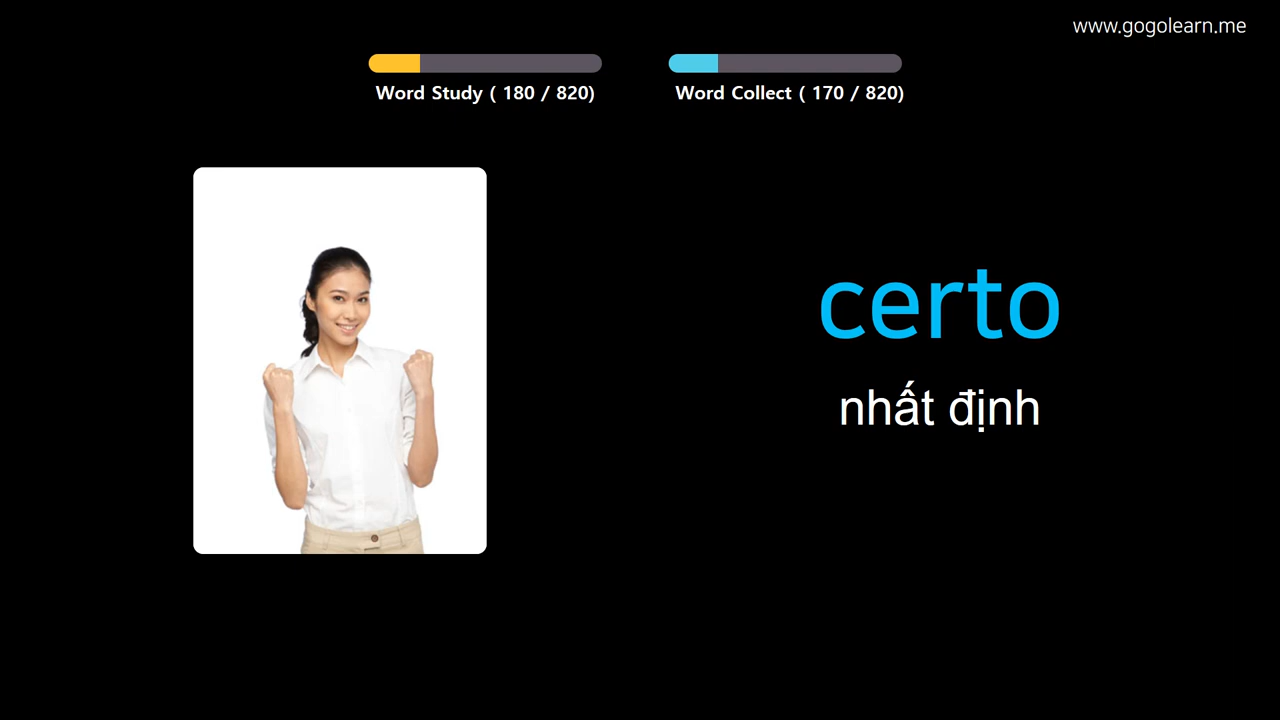 www.gogolearn.me
Word Study ( 180 / 820)
Word Collect ( 170 / 820)
certo
nhất định